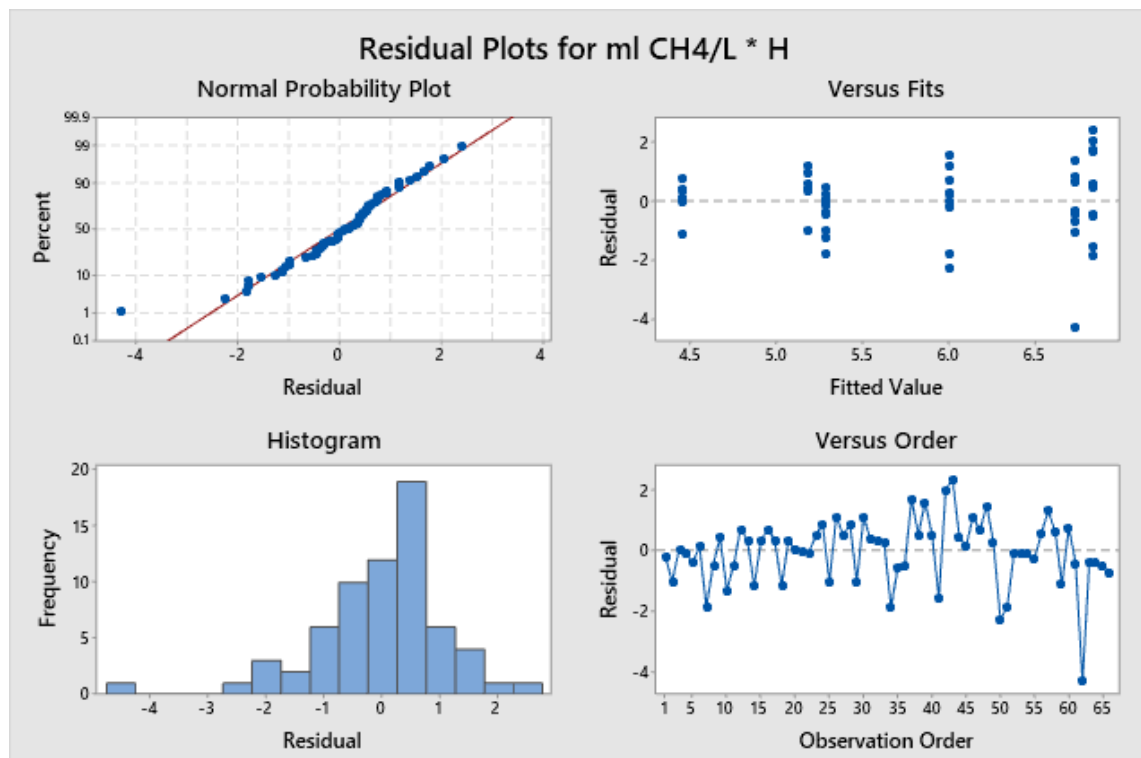 Residual Plots for ml CH4/L * H
Normal Probability Plot
99.9
99
90
50
10
1
0.1
Percent
-4 -2 0 2 4
Residual
Versus Fits
2
0
-2
-4
Residual
4.5 5.0 5.5 6.0 6.5
Fitted Value
Histogram
20
15
10
5
0
Frequency
-4 -3 -2 -1 0 1 2
Residual
Versus Order
2
0
-2
-4
Residual
1 5 10 15 20 25 30 35 40 45 50 55 60 65
Observation Order